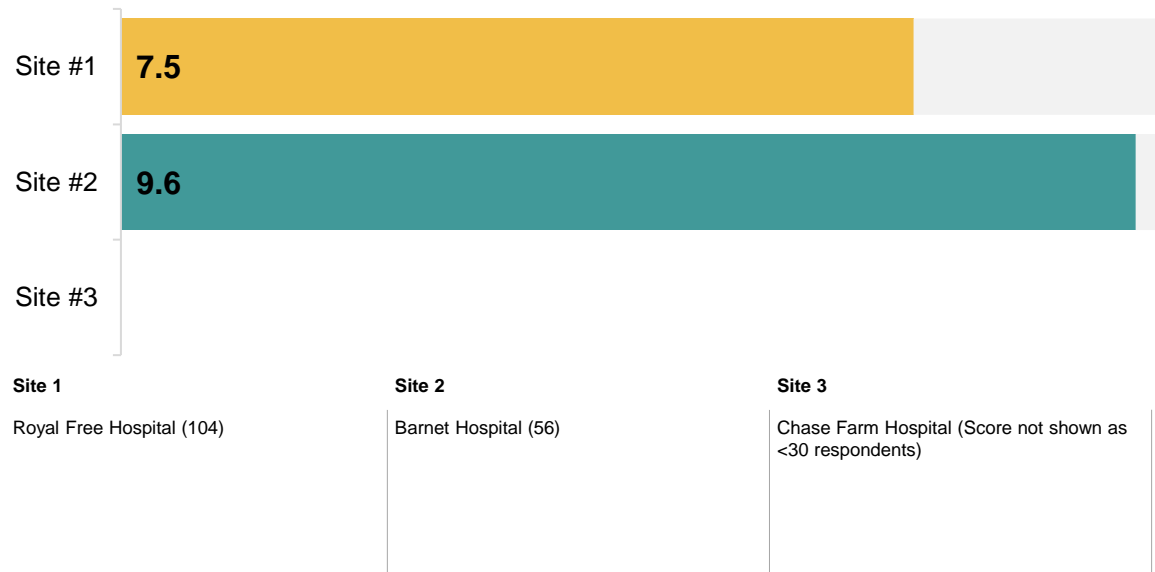 Site #1
7.5
Site #2
9.6
Site #3
Site 1
Site 2
Site 3
Royal Free Hospital (104)
Barnet Hospital (56)
Chase Farm Hospital (Score not shown as
<30 respondents)